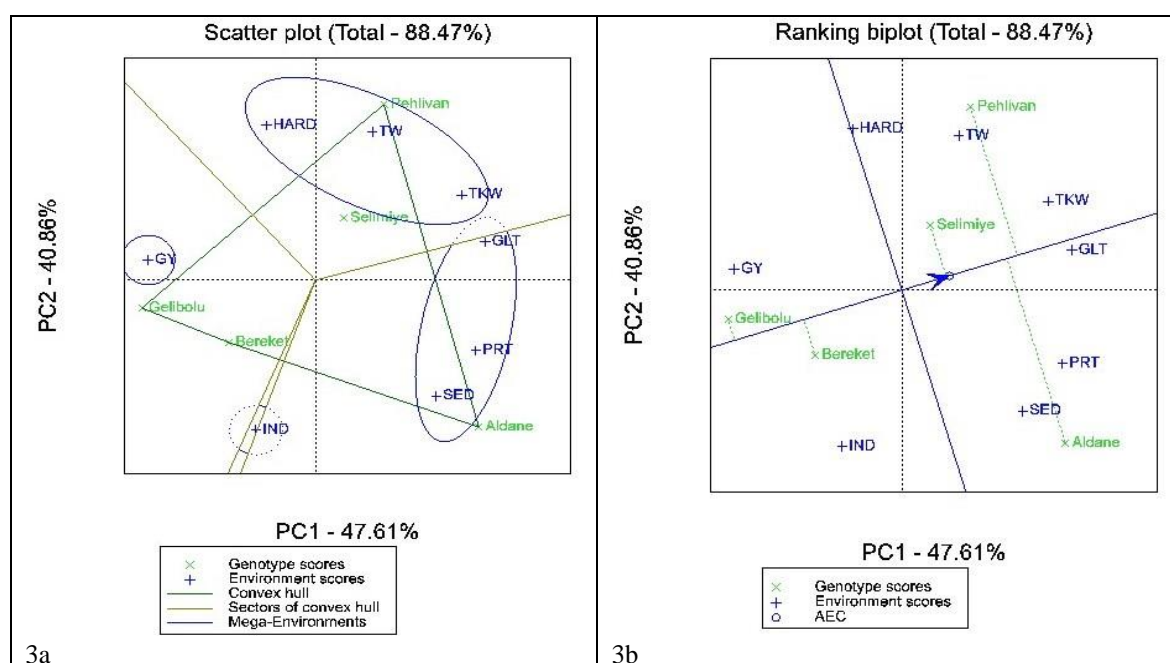 Scatter plot (Total - 88.47%)
Pehlivan
HARD
TW
TKW
Selimiye
GLT
GY
Gelibolu
Bereket
PRT
SED
IND
Aldane
PC2 - 40.86%
PC1 - 47.61%
Genotype scores
Environment scores
Convex hull
Sectors of convex hull
Mega-Environments
3a
Ranking biplot (Total - 88.47%)
Pehlivan
HARD
TW
TKW
Selimiye
GLT
GY
Gelibolu
Bereket
PRT
SED
IND
Aldane
PC2 - 40.86%
PC1 - 47.61%
Genotype scores
Environment scores
AEC
3b